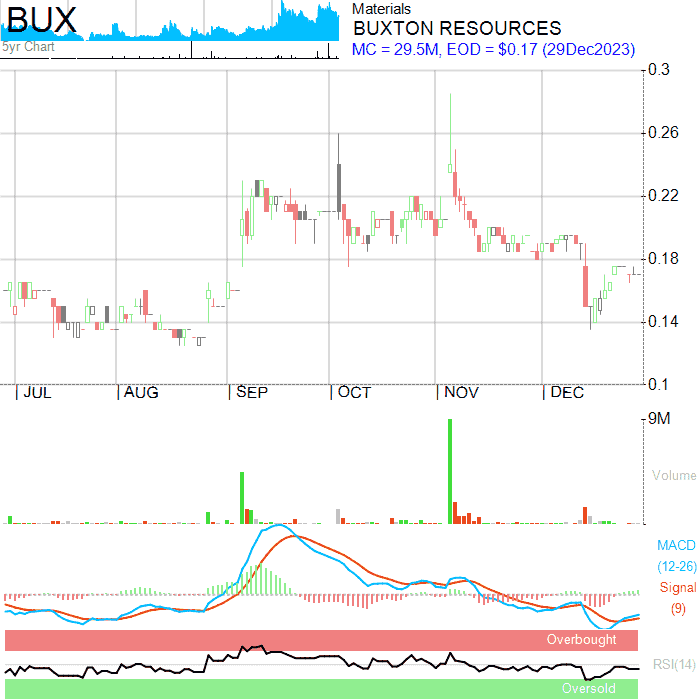 BUX
5yr Chart
Materials
BUXTON RESOURCES
MC = 29.5M, EOD = $0.17 (29Dec2023)
0.3
0.26
0.22
0.18
0.14
0.1
JUL AUG SEP OCT NOV DEC
9M
Volume
MACD
(12-26)
Signal
(9)
Overbought
RSI(14)
Oversold